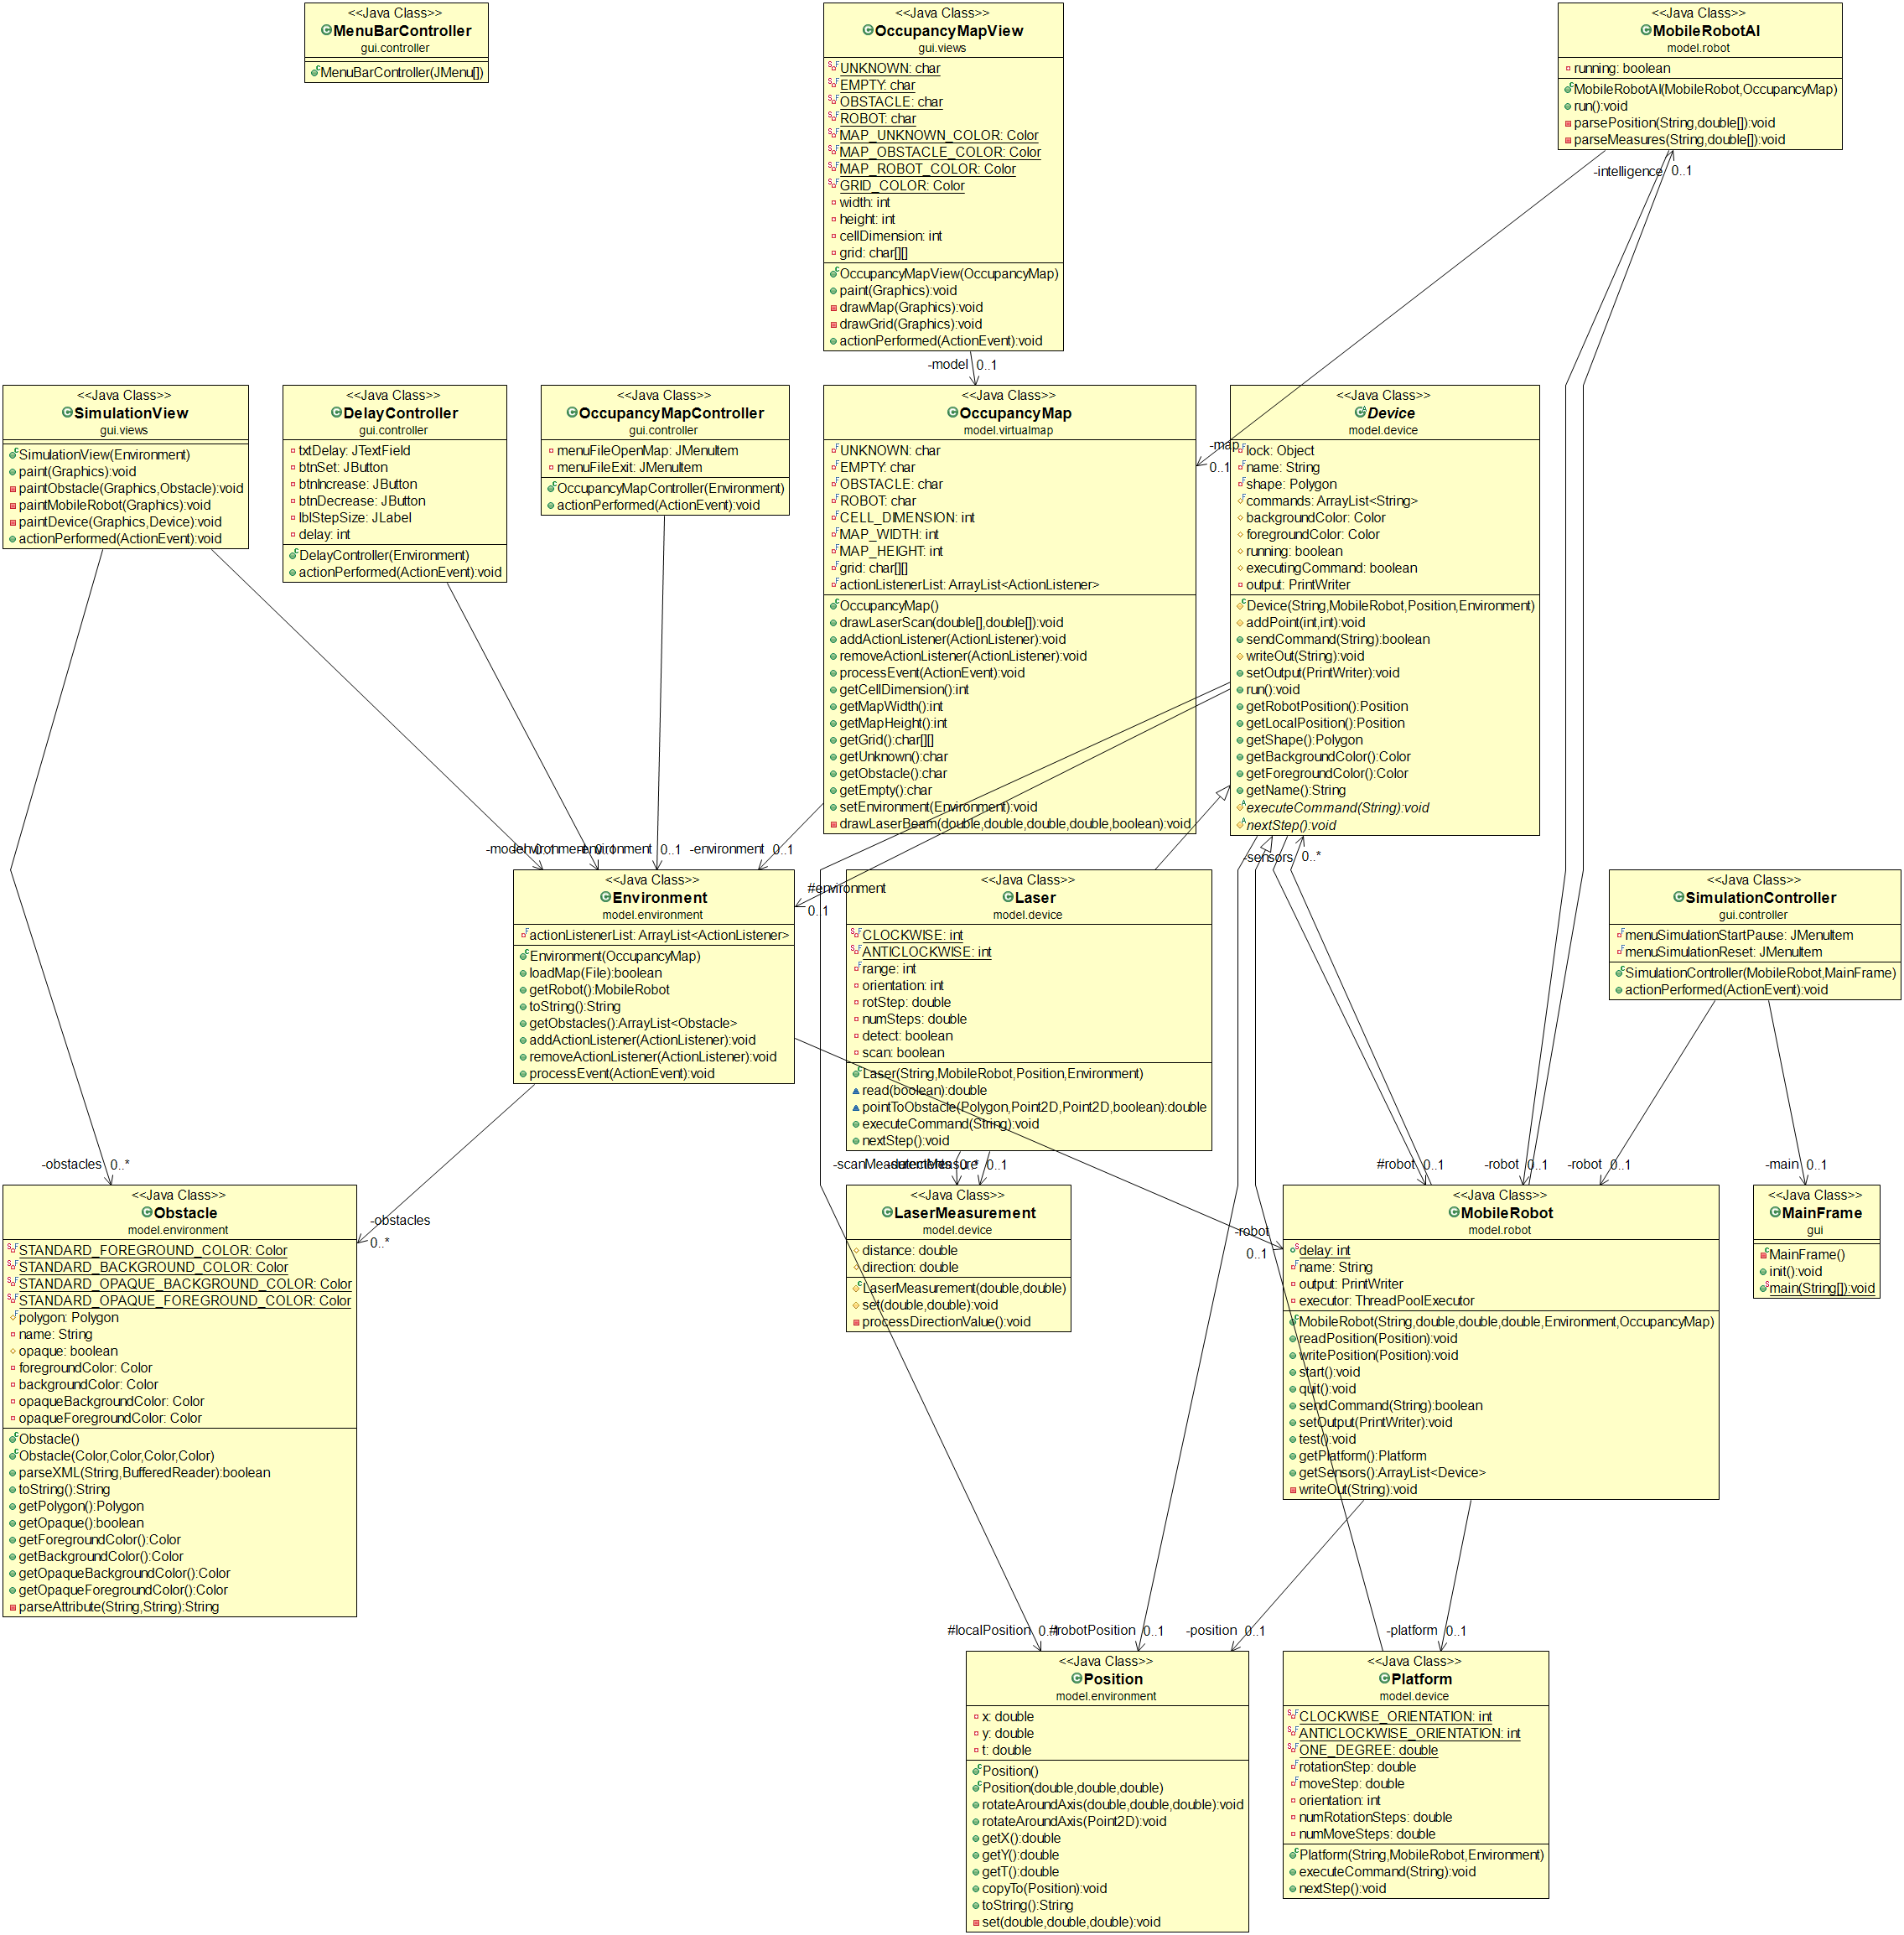 <<Java Class>>
MenuBarController
gui.controller
MenuBarController(JMenu[])
<<Java Class>>
OccupancyMapView
gui.views
UNKNOWN: char
EMPTY: char
OBSTACLE: char
ROBOT: char
MAP_UNKNOWN_COLOR: Color
MAP_OBSTACLE_COLOR: Color
MAP_ROBOT_COLOR: Color
GRID_COLOR: Color
width: int
height: int
cellDimension: int
grid: char[][]
OccupancyMapView(OccupancyMap)
paint(Graphics):void
drawMap(Graphics):void
drawGrid(Graphics):void
actionPerformed(ActionEvent):void
<<Java Class>>
MobileRobotAI
model.robot
running: boolean
MobileRobotAI(MobileRobot,OccupancyMap)
run():void
parsePosition(String,double[]):void
parseMeasures(String,double[]):void
-intelligence 0..1
-model 0..1
<<Java Class>>
SimulationView
gui.views
SimulationView(Environment)
paint(Graphics):void
paintObstacle(Graphics,Obstacle):void
paintMobileRobot(Graphics):void
paintDevice(Graphics,Device):void
actionPerformed(ActionEvent):void
<<Java Class>>
DelayController
gui.controller
txtDelay: JTextField
btnSet: JButton
btnIncrease: JButton
btnDecrease: JButton
lblStepSize: JLabel
delay: int
DelayController(Environment)
actionPerformed(ActionEvent):void
<<Java Class>>
OccupancyMapController
gui.controller
menuFileOpenMap: JMenuItem
menuFileExit: JMenuItem
OccupancyMapController(Environment)
actionPerformed(ActionEvent):void
<<Java Class>>
OccupancyMap
model.virtualmap
UNKNOWN: char
EMPTY: char
OBSTACLE: char
ROBOT: char
CELL_DIMENSION: int
MAP_WIDTH: int
MAP_HEIGHT: int
grid: char[][]
actionListenerList: ArrayList<ActionListener>
OccupancyMap()
drawLaserScan(double[],double[]):void
addActionListener(ActionListener):void
removeActionListener(ActionListener):void
processEvent(ActionEvent):void
getCellDimension():int
getMapWidth():int
getMapHeight():int
getGrid():char[][]
getUnknown():char
getObstacle():char
getEmpty():char
setEnvironment(Environment):void
drawLaserBeam(double,double,double,double,boolean):void
-map
0..1
<<Java Class>>
Device
model.device
lock: Object
name: String
shape: Polygon
commands: ArrayList<String>
backgroundColor: Color
foregroundColor: Color
running: boolean
executingCommand: boolean
output: PrintWriter
Device(String,MobileRobot,Position,Environment)
addPoint(int,int):void
sendCommand(String):boolean
writeOut(String):void
setOutput(PrintWriter):void
run():void
getRobotPosition():Position
getLocalPosition():Position
getShape():Polygon
getBackgroundColor():Color
getForegroundColor():Color
getName():String
executeCommand(String):void
nextStep():void
-environment 0..1
-environment 0..1
-sensors 0..*
#environment
0..1
<<Java Class>>
Environment
model.environment
actionListenerList: ArrayList<ActionListener>
Environment(OccupancyMap)
loadMap(File):boolean
getRobot():MobileRobot
toString():String
getObstacles():ArrayList<Obstacle>
addActionListener(ActionListener):void
removeActionListener(ActionListener):void
processEvent(ActionEvent):void
<<Java Class>>
Laser
model.device
CLOCKWISE: int
ANTICLOCKWISE: int
range: int
orientation: int
rotStep: double
numSteps: double
detect: boolean
scan: boolean
Laser(String,MobileRobot,Position,Environment)
read(boolean):double
pointToObstacle(Polygon,Point2D,Point2D,boolean):double
executeCommand(String):void
nextStep():void
<<Java Class>>
SimulationController
gui.controller
menuSimulationStartPause: JMenuItem
menuSimulationReset: JMenuItem
SimulationController(MobileRobot,MainFrame)
actionPerformed(ActionEvent):void
-obstacles 0..*
0..1
#robot 0..1
-robot 0..1
-robot 0..1
-main 0..1
<<Java Class>>
Obstacle
model.environment
STANDARD_FOREGROUND_COLOR: Color
STANDARD_BACKGROUND_COLOR: Color
STANDARD_OPAQUE_BACKGROUND_COLOR: Color
STANDARD_OPAQUE_FOREGROUND_COLOR: Color
polygon: Polygon
name: String
opaque: boolean
foregroundColor: Color
backgroundColor: Color
opaqueBackgroundColor: Color
opaqueForegroundColor: Color
Obstacle()
Obstacle(Color,Color,Color,Color)
parseXML(String,BufferedReader):boolean
toString():String
getPolygon():Polygon
getOpaque():boolean
getForegroundColor():Color
getBackgroundColor():Color
getOpaqueBackgroundColor():Color
getOpaqueForegroundColor():Color
parseAttribute(String,String):String
-obstacles
0..*
<<Java Class>>
LaserMeasurement
model.device
distance: double
direction: double
LaserMeasurement(double,double)
set(double,double):void
processDirectionValue():void
-robot
0..1
<<Java Class>>
MobileRobot
model.robot
delay: int
name: String
output: PrintWriter
executor: ThreadPoolExecutor
MobileRobot(String,double,double,double,Environment,OccupancyMap)
readPosition(Position):void
writePosition(Position):void
start():void
quit():void
sendCommand(String):boolean
setOutput(PrintWriter):void
test():void
getPlatform():Platform
getSensors():ArrayList<Device>
writeOut(String):void
<<Java Class>>
MainFrame
gui
MainFrame()
init():void
main(String[]):void
#localPosition
#robotPosition 0..1
-position 0..1
-platform 0..1
<<Java Class>>
Position
model.environment
x: double
y: double
t: double
Position()
Position(double,double,double)
rotateAroundAxis(double,double,double):void
rotateAroundAxis(Point2D):void
getX():double
getY():double
getT():double
copyTo(Position):void
toString():String
set(double,double,double):void
<<Java Class>>
Platform
model.device
CLOCKWISE_ORIENTATION: int
ANTICLOCKWISE_ORIENTATION: int
ONE_DEGREE: double
rotationStep: double
moveStep: double
orientation: int
numRotationSteps: double
numMoveSteps: double
Platform(String,MobileRobot,Environment)
executeCommand(String):void
nextStep():void